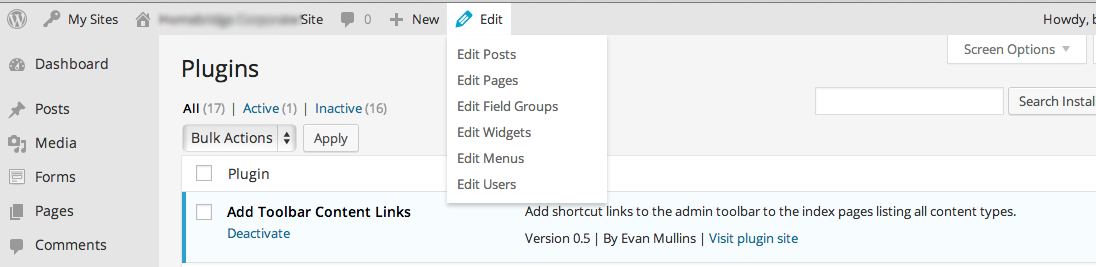 My Sites Site 0 New Edit Howdy, b
Dashboard
Posts
Media
Forms
Pages
Comments
Edit Posts
Edit Pages
Edit Field Groups
Edit Widgets
Edit Menus
Edit Users
Screen Options
Plugins
All (17) | Active (1) | Inactive (16)
Search Instal
Bulk Actions Apply
Plugin
Add Toolbar Content Links
Deactivate
Add shortcut links to the admin toolbar to the index pages listing all content types.
Version 0.5 | By Evan Mullins | Visit plugin site